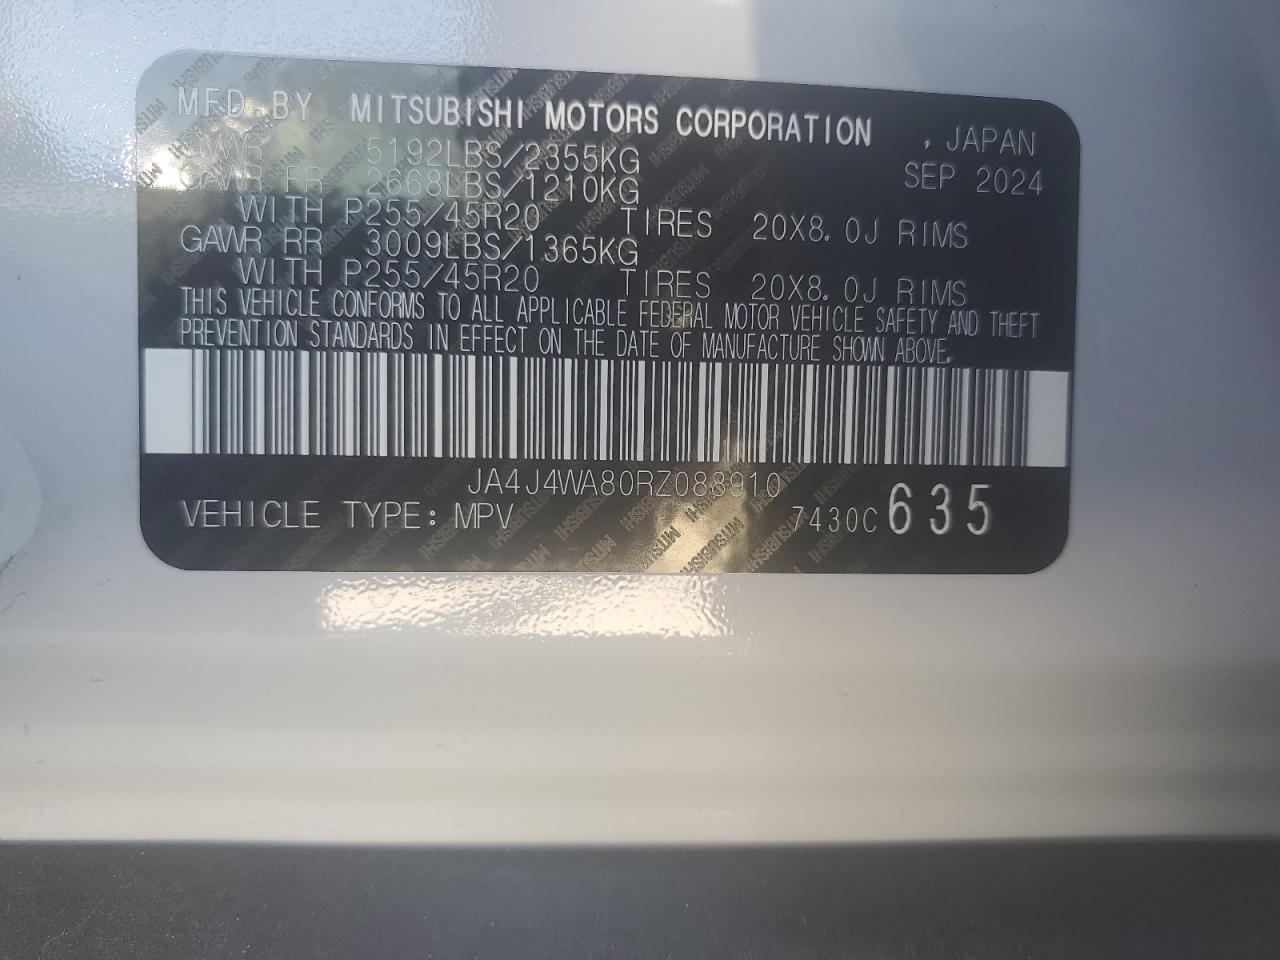 MFD.BY MITSUBISHI MOTORS CORPORATION , JAPAN
GVWR 5192LBS/2355KG SEP 2024
GAWR FR 2668LBS/1210KG
WITH P255/45R20 TIRES 20X8.0J RIMS
GAWR RR 3009LBS/1365KG
WITH P255/45R20 TIRES 20X8.0J RIMS
THIS VEHICLE CONFORMS TO ALL APPLICABLE FEDERAL MOTOR VEHICLE SAFETY AND THEFT
PREVENTION STANDARDS IN EFFECT ON THE DATE OF MANUFACTURE SHOWN ABOVE.
JA4J4WA80RZ088910
VEHICLE TYPE: MPV 7430C 635